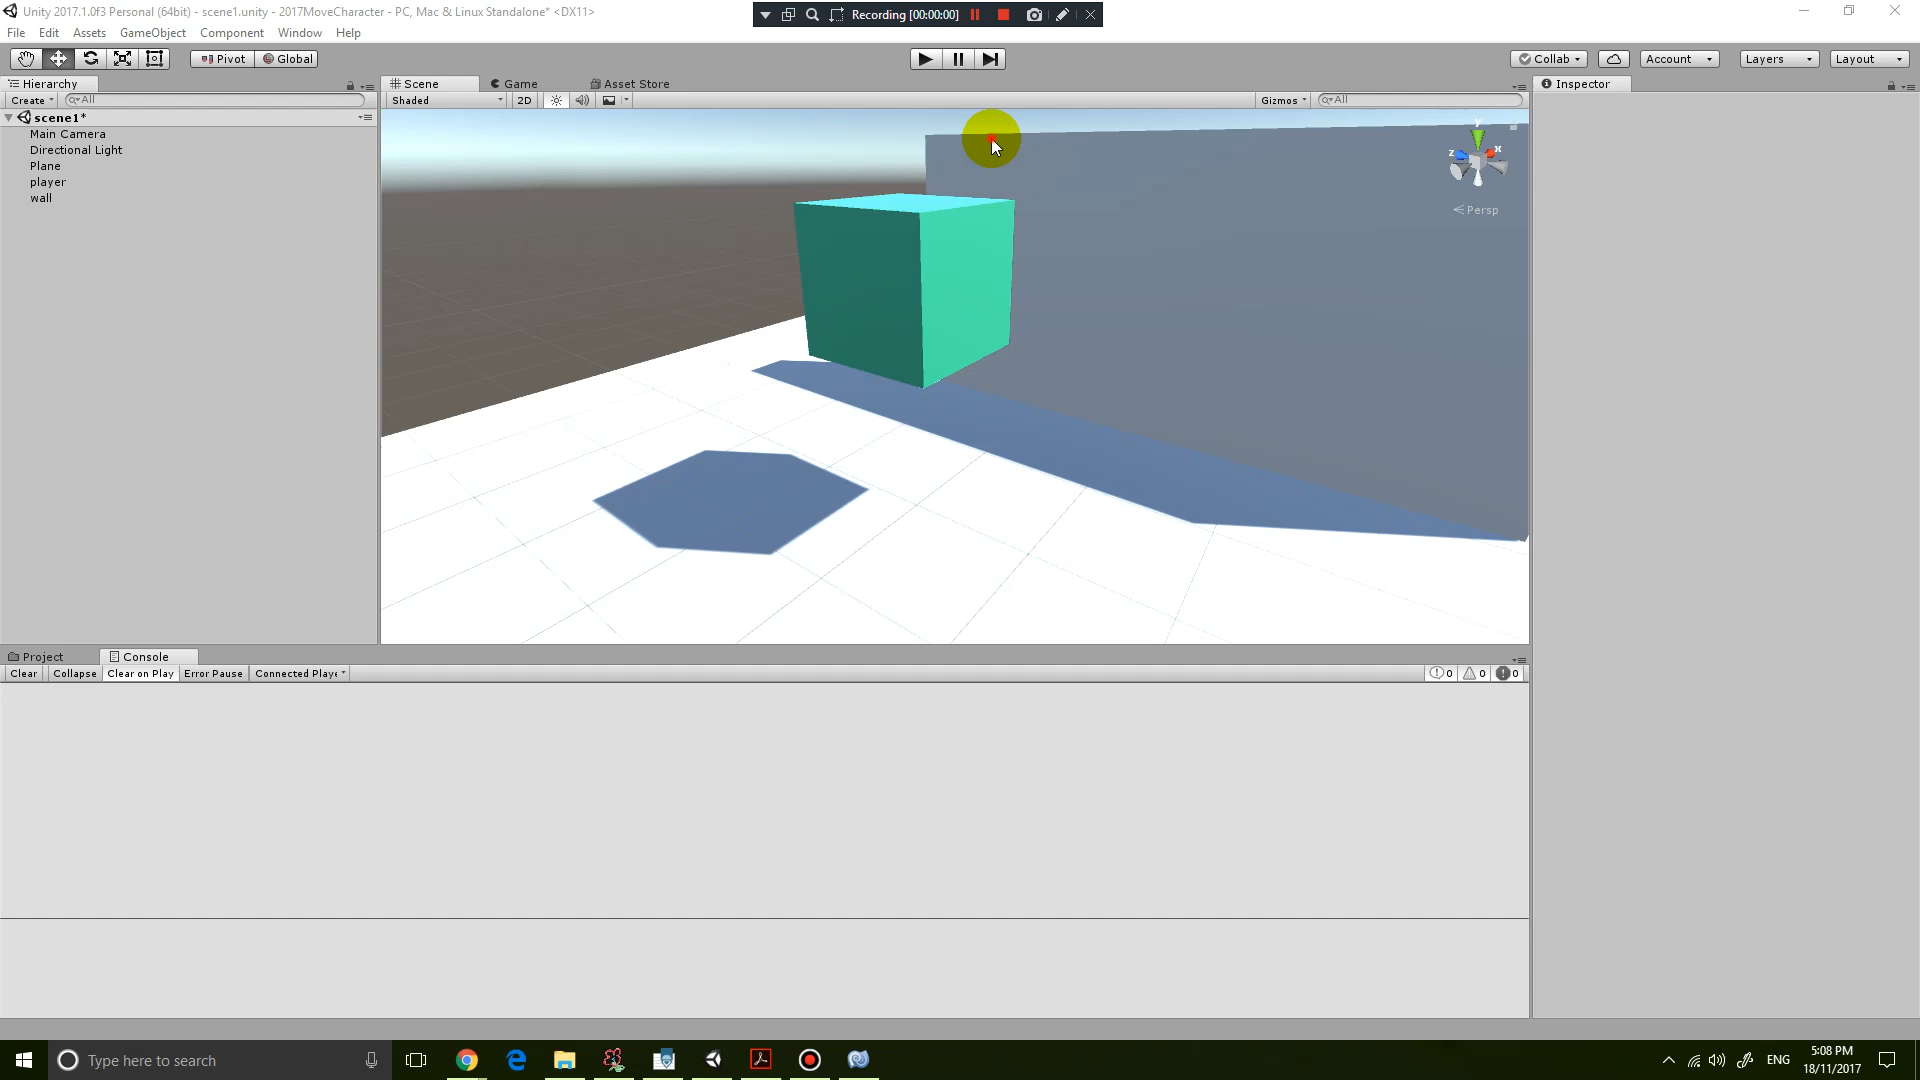 Unity 2017.1.0f3 Personal (64bit) - scene1.unity - 2017MoveCharacter - PC, Mac & Linux Standalone* <DX11>
Recording [00:00:00]
File Edit Assets GameObject Component Window Help
Pivot Global
Collab Account Layers Layout
Hierarchy
Scene Game Asset Store
Inspector
Create All
Shaded 2D
Gizmos All
scene1*
Main Camera
Directional Light
Plane
player
wall
y
z x
Persp
Project Console
Clear Collapse Clear on Play Error Pause Connected Playe
0 0 0
Type here to search
ENG
5:08 PM
18/11/2017